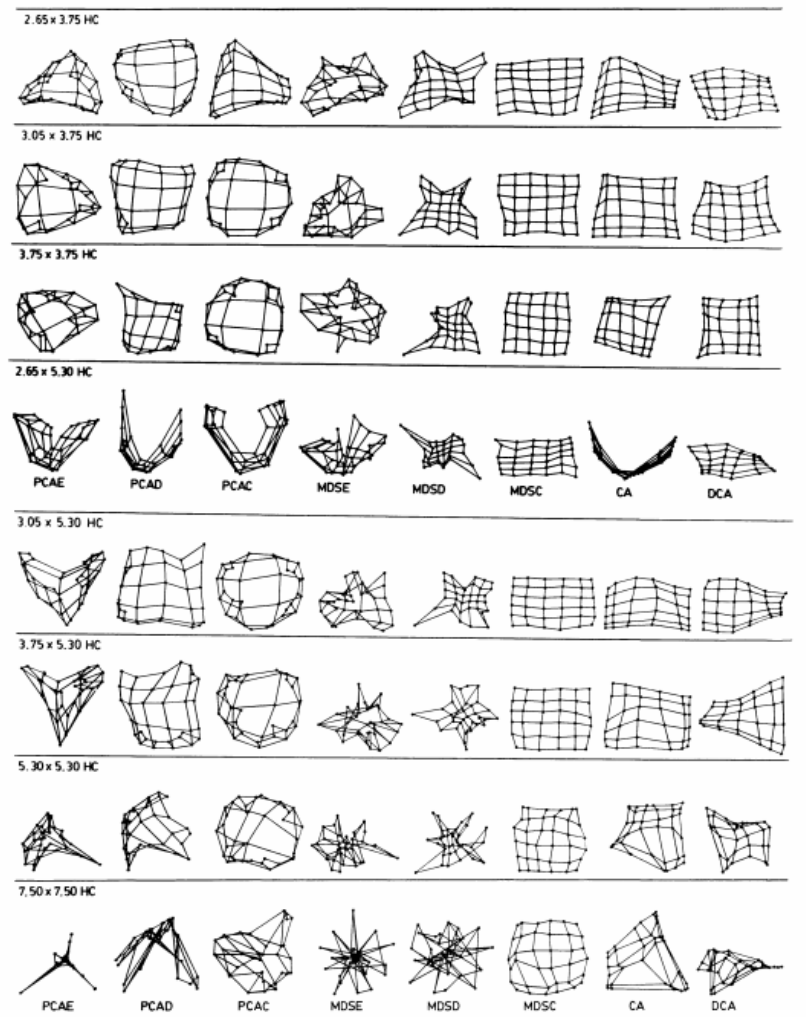 2.65 x 3.75 HC
3.05 x 3.75 HC
3.75 x 3.75 HC
2.65 x 5.30 HC
PCAE PCAD PCAC MDSE MDSD MDSC CA DCA
3.05 x 5.30 HC
3.75 x 5.30 HC
5.30 x 5.30 HC
7.50 x 7.50 HC
PCAE PCAD PCAC MDSE MDSD MDSC CA DCA